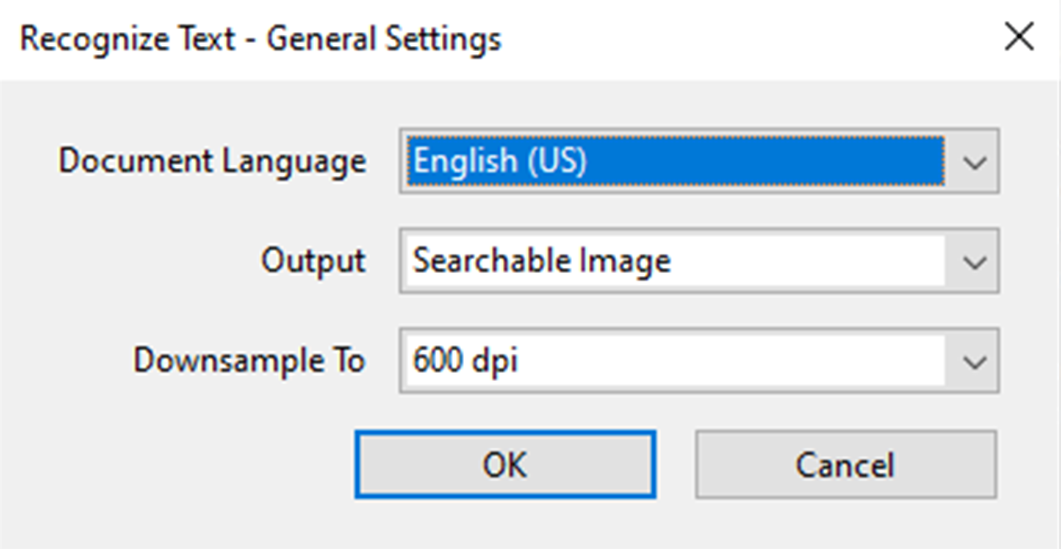 Recognize Text - General Settings
Document Language English (US)
Output Searchable Image
Downsample To 600 dpi
OK Cancel